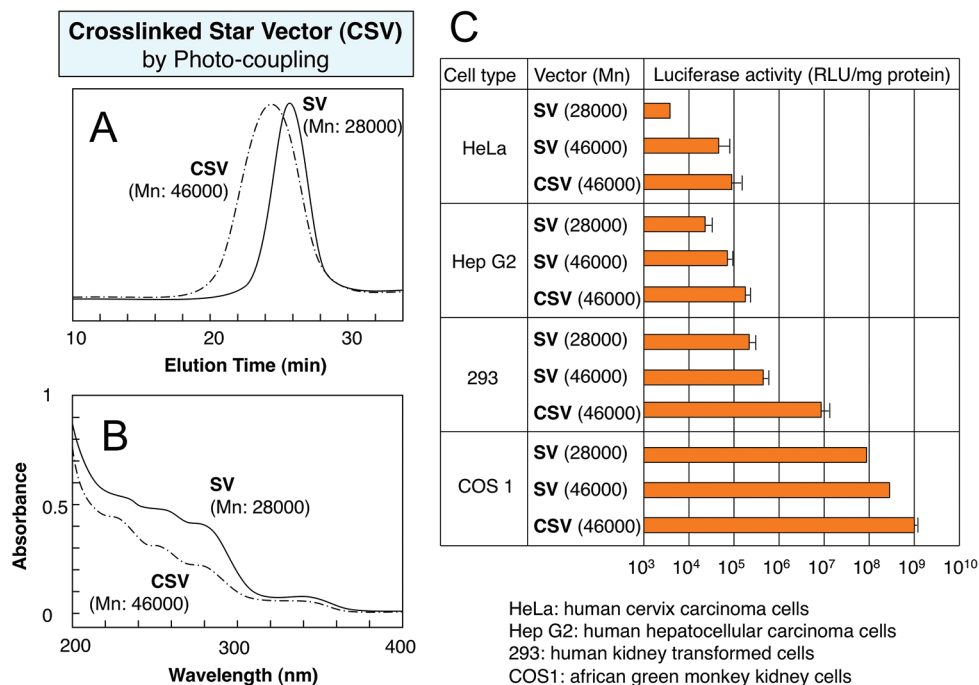 Crosslinked Star Vector (CSV)
by Photo-coupling
A
SV
(Mn: 28000)
CSV
(Mn: 46000)
10 20 30
Elution Time (min)
B
1
0.5
0
Absorbance
SV
(Mn: 28000)
CSV
(Mn: 46000)
200 300 400
Wavelength (nm)
C
Cell type Vector (Mn) Luciferase activity (RLU/mg protein)
HeLa
SV (28000)
SV (46000)
CSV (46000)
Hep G2
SV (28000)
SV (46000)
CSV (46000)
293
SV (28000)
SV (46000)
CSV (46000)
COS 1
SV (28000)
SV (46000)
CSV (46000)
10³ 10⁴ 10⁵ 10⁶ 10⁷ 10⁸ 10⁹ 10¹⁰
HeLa: human cervix carcinoma cells
Hep G2: human hepatocellular carcinoma cells
293: human kidney transformed cells
COS1: african green monkey kidney cells